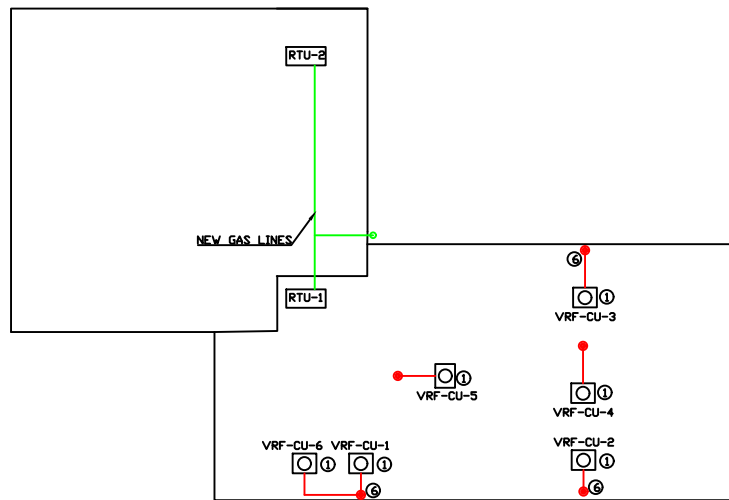 RTU-2
NEW GAS LINES
6
RTU-1
1
VRF-CU-3
1
VRF-CU-5
1
VRF-CU-4
VRF-CU-6 VRF-CU-1
VRF-CU-2
1 1
1
6
6